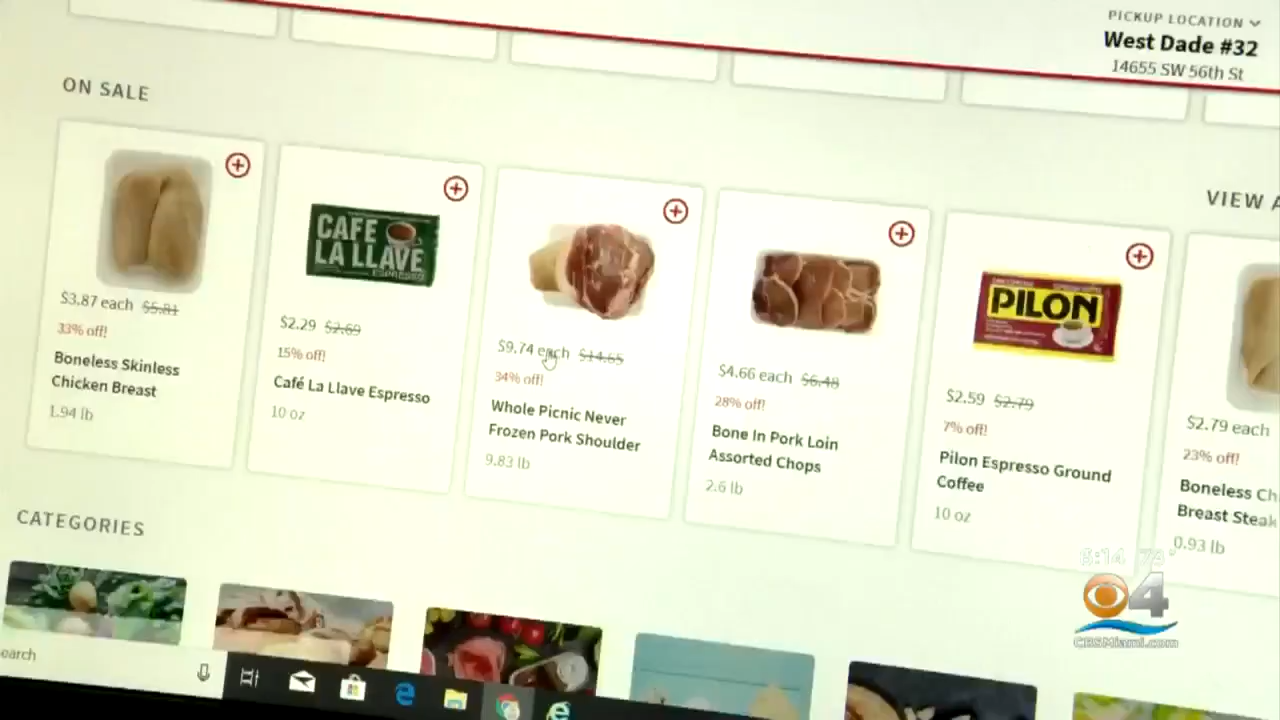 PICKUP LOCATION
West Dade #32
14655 SW 56th St
ON SALE
VIEW A
CAFE
LA LLAVE
ESPRESSO
PILON
$3.87 each $5.81
33% off!
Boneless Skinless
Chicken Breast
1.94 lb
$2.29 $2.69
15% off!
Café La Llave Espresso
10 oz
$9.74 each $14.65
34% off!
Whole Picnic Never
Frozen Pork Shoulder
9.83 lb
$4.66 each $6.48
28% off!
Bone In Pork Loin
Assorted Chops
2.6 lb
$2.59 $2.79
7% off!
Pilon Espresso Ground
Coffee
10 oz
$2.79 each
23% off!
Boneless Ch
Breast Steak
0.93 lb
CATEGORIES
earch
6:14 73°
4
CBSMiami.com